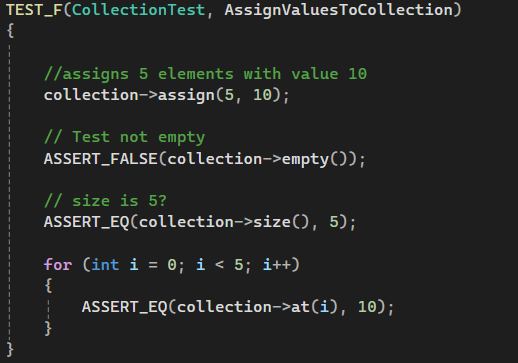 TEST_F(CollectionTest, AssignValuesToCollection)
{
//assigns 5 elements with value 10
collection->assign(5, 10);
// Test not empty
ASSERT_FALSE(collection->empty());
// size is 5?
ASSERT_EQ(collection->size(), 5);
for (int i = 0; i < 5; i++)
{
ASSERT_EQ(collection->at(i), 10);
}
}